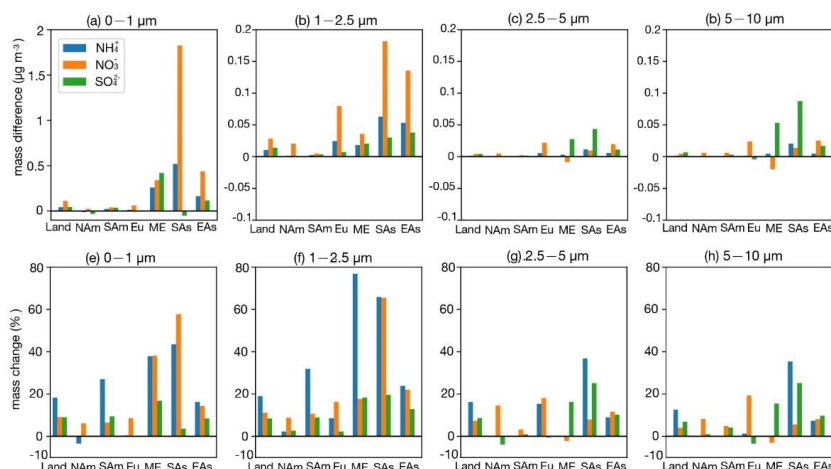 (a) 0−1 µm
(b) 1−2.5 µm
(c) 2.5−5 µm
(b) 5−10 µm
mass difference (µg m⁻³)
2
1.5
1
0.5
0
NH₄⁺
NO₃⁻
SO₄²⁻
Land NAm SAm Eu ME SAs EAs
0.2
0.15
0.1
0.05
0
−0.05
−0.1
Land NAm SAm Eu ME SAs EAs
0.2
0.15
0.1
0.05
0
−0.05
−0.1
Land NAm SAm Eu ME SAs EAs
0.2
0.15
0.1
0.05
0
−0.05
−0.1
Land NAm SAm Eu ME SAs EAs
(e) 0−1 µm
(f) 1−2.5 µm
(g).2.5−5 µm
(h) 5−10 µm
mass change (%)
80
60
40
20
0
−10
Land NAm SAm Eu ME SAs EAs
80
60
40
20
0
−10
Land NAm SAm Eu ME SAs EAs
80
60
40
20
0
−10
Land NAm SAm Eu ME SAs EAs
80
60
40
20
0
−10
Land NAm SAm Eu ME SAs EAs